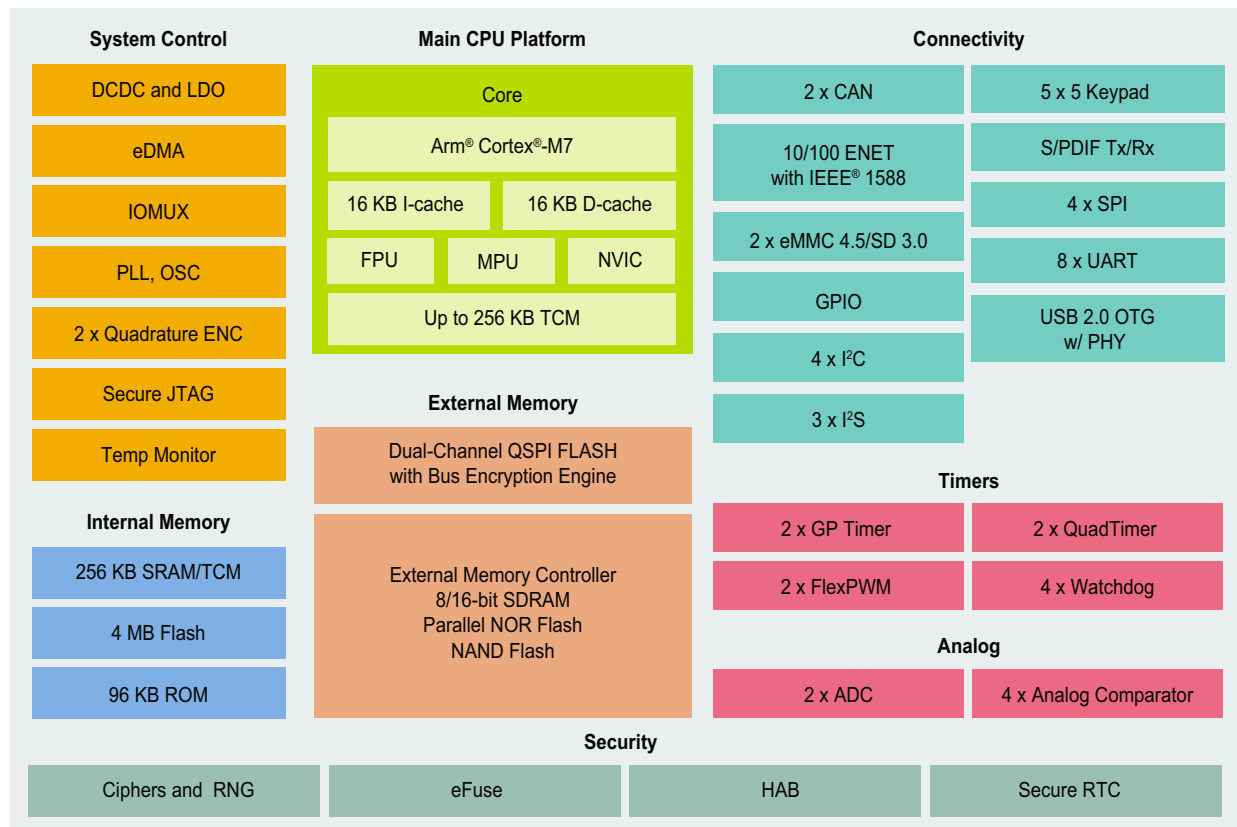 System Control
DCDC and LDO
eDMA
IOMUX
PLL, OSC
2 x Quadrature ENC
Secure JTAG
Temp Monitor
Internal Memory
256 KB SRAM/TCM
4 MB Flash
96 KB ROM
Main CPU Platform
Core
Arm® Cortex®-M7
16 KB I-cache
16 KB D-cache
FPU
MPU
NVIC
Up to 256 KB TCM
External Memory
Dual-Channel QSPI FLASH
with Bus Encryption Engine
External Memory Controller
8/16-bit SDRAM
Parallel NOR Flash
NAND Flash
Connectivity
2 x CAN
10/100 ENET
with IEEE® 1588
2 x eMMC 4.5/SD 3.0
GPIO
4 x I²C
3 x I²S
5 x 5 Keypad
S/PDIF Tx/Rx
4 x SPI
8 x UART
USB 2.0 OTG
w/ PHY
Timers
2 x GP Timer
2 x QuadTimer
2 x FlexPWM
4 x Watchdog
Analog
2 x ADC
4 x Analog Comparator
Security
Ciphers and RNG
eFuse
HAB
Secure RTC